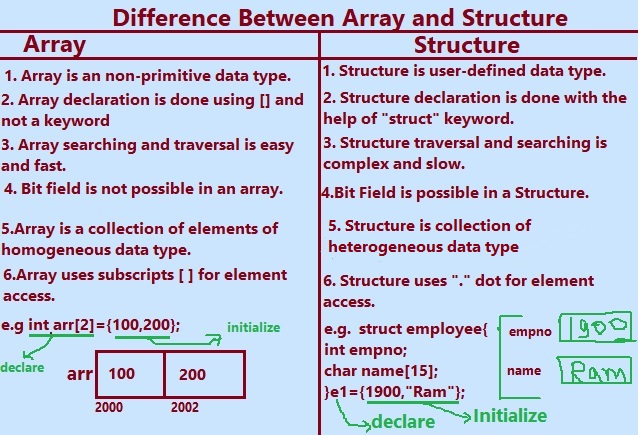 Difference Between Array and Structure
Array
1. Array is an non-primitive data type.
2. Array declaration is done using [] and
not a keyword
3. Array searching and traversal is easy
and fast.
4. Bit field is not possible in an array.
5.Array is a collection of elements of
homogeneous data type.
6.Array uses subscripts [ ] for element
access.
e.g int arr[2]={100,200};
initialize
declare
arr
100
200
2000
2002
Structure
1. Structure is user-defined data type.
2. Structure declaration is done with the
help of "struct" keyword.
3. Structure traversal and searching is
complex and slow.
4.Bit Field is possible in a Structure.
5. Structure is collection of
heterogeneous data type
6. Structure uses "." dot for element
access.
e.g. struct employee{
int empno;
char name[15];
}e1={1900,"Ram"};
empno
1900
name
Ram
declare
Initialize